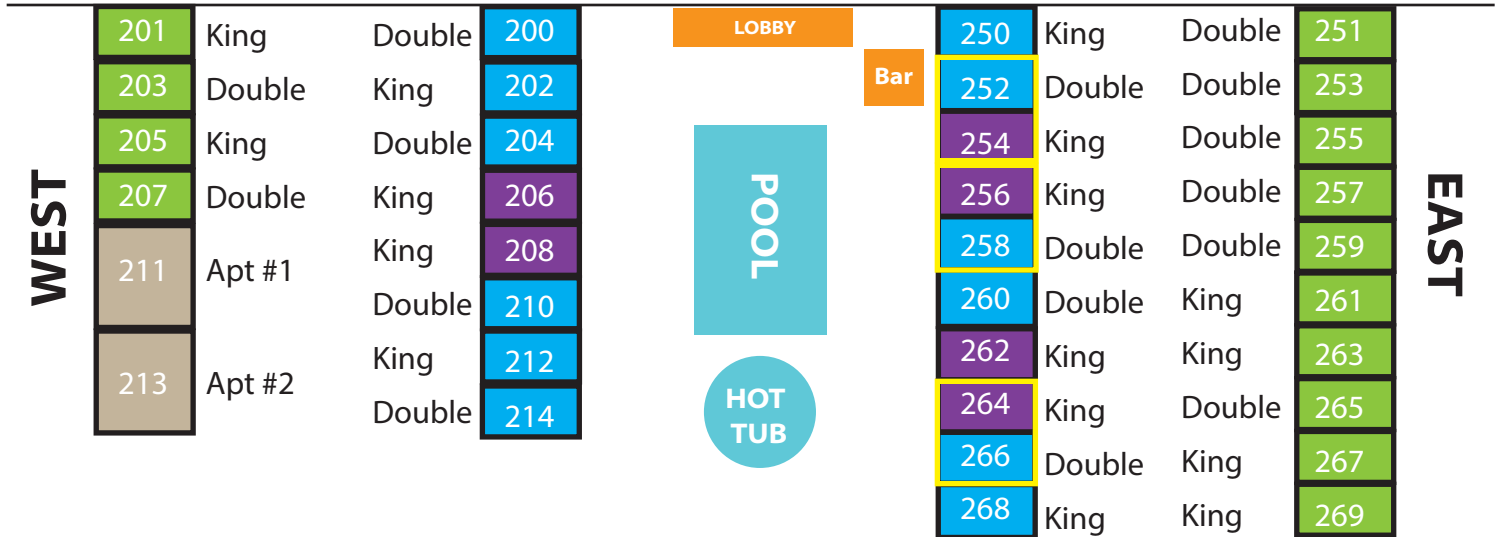 201 King Double 200 LOBBY 250 King Double 251
203 Double King 202 Bar 252 Double Double 253
205 King Double 204 254 King Double 255
207 Double King 206 256 King Double 257
King 208 258 Double Double 259
211 Apt #1
Double 210 260 Double King 261
King 212 262 King King 263
213 Apt #2
Double 214 264 King Double 265
266 Double King 267
268 King King 269
WEST
POOL
HOT
TUB
EAST